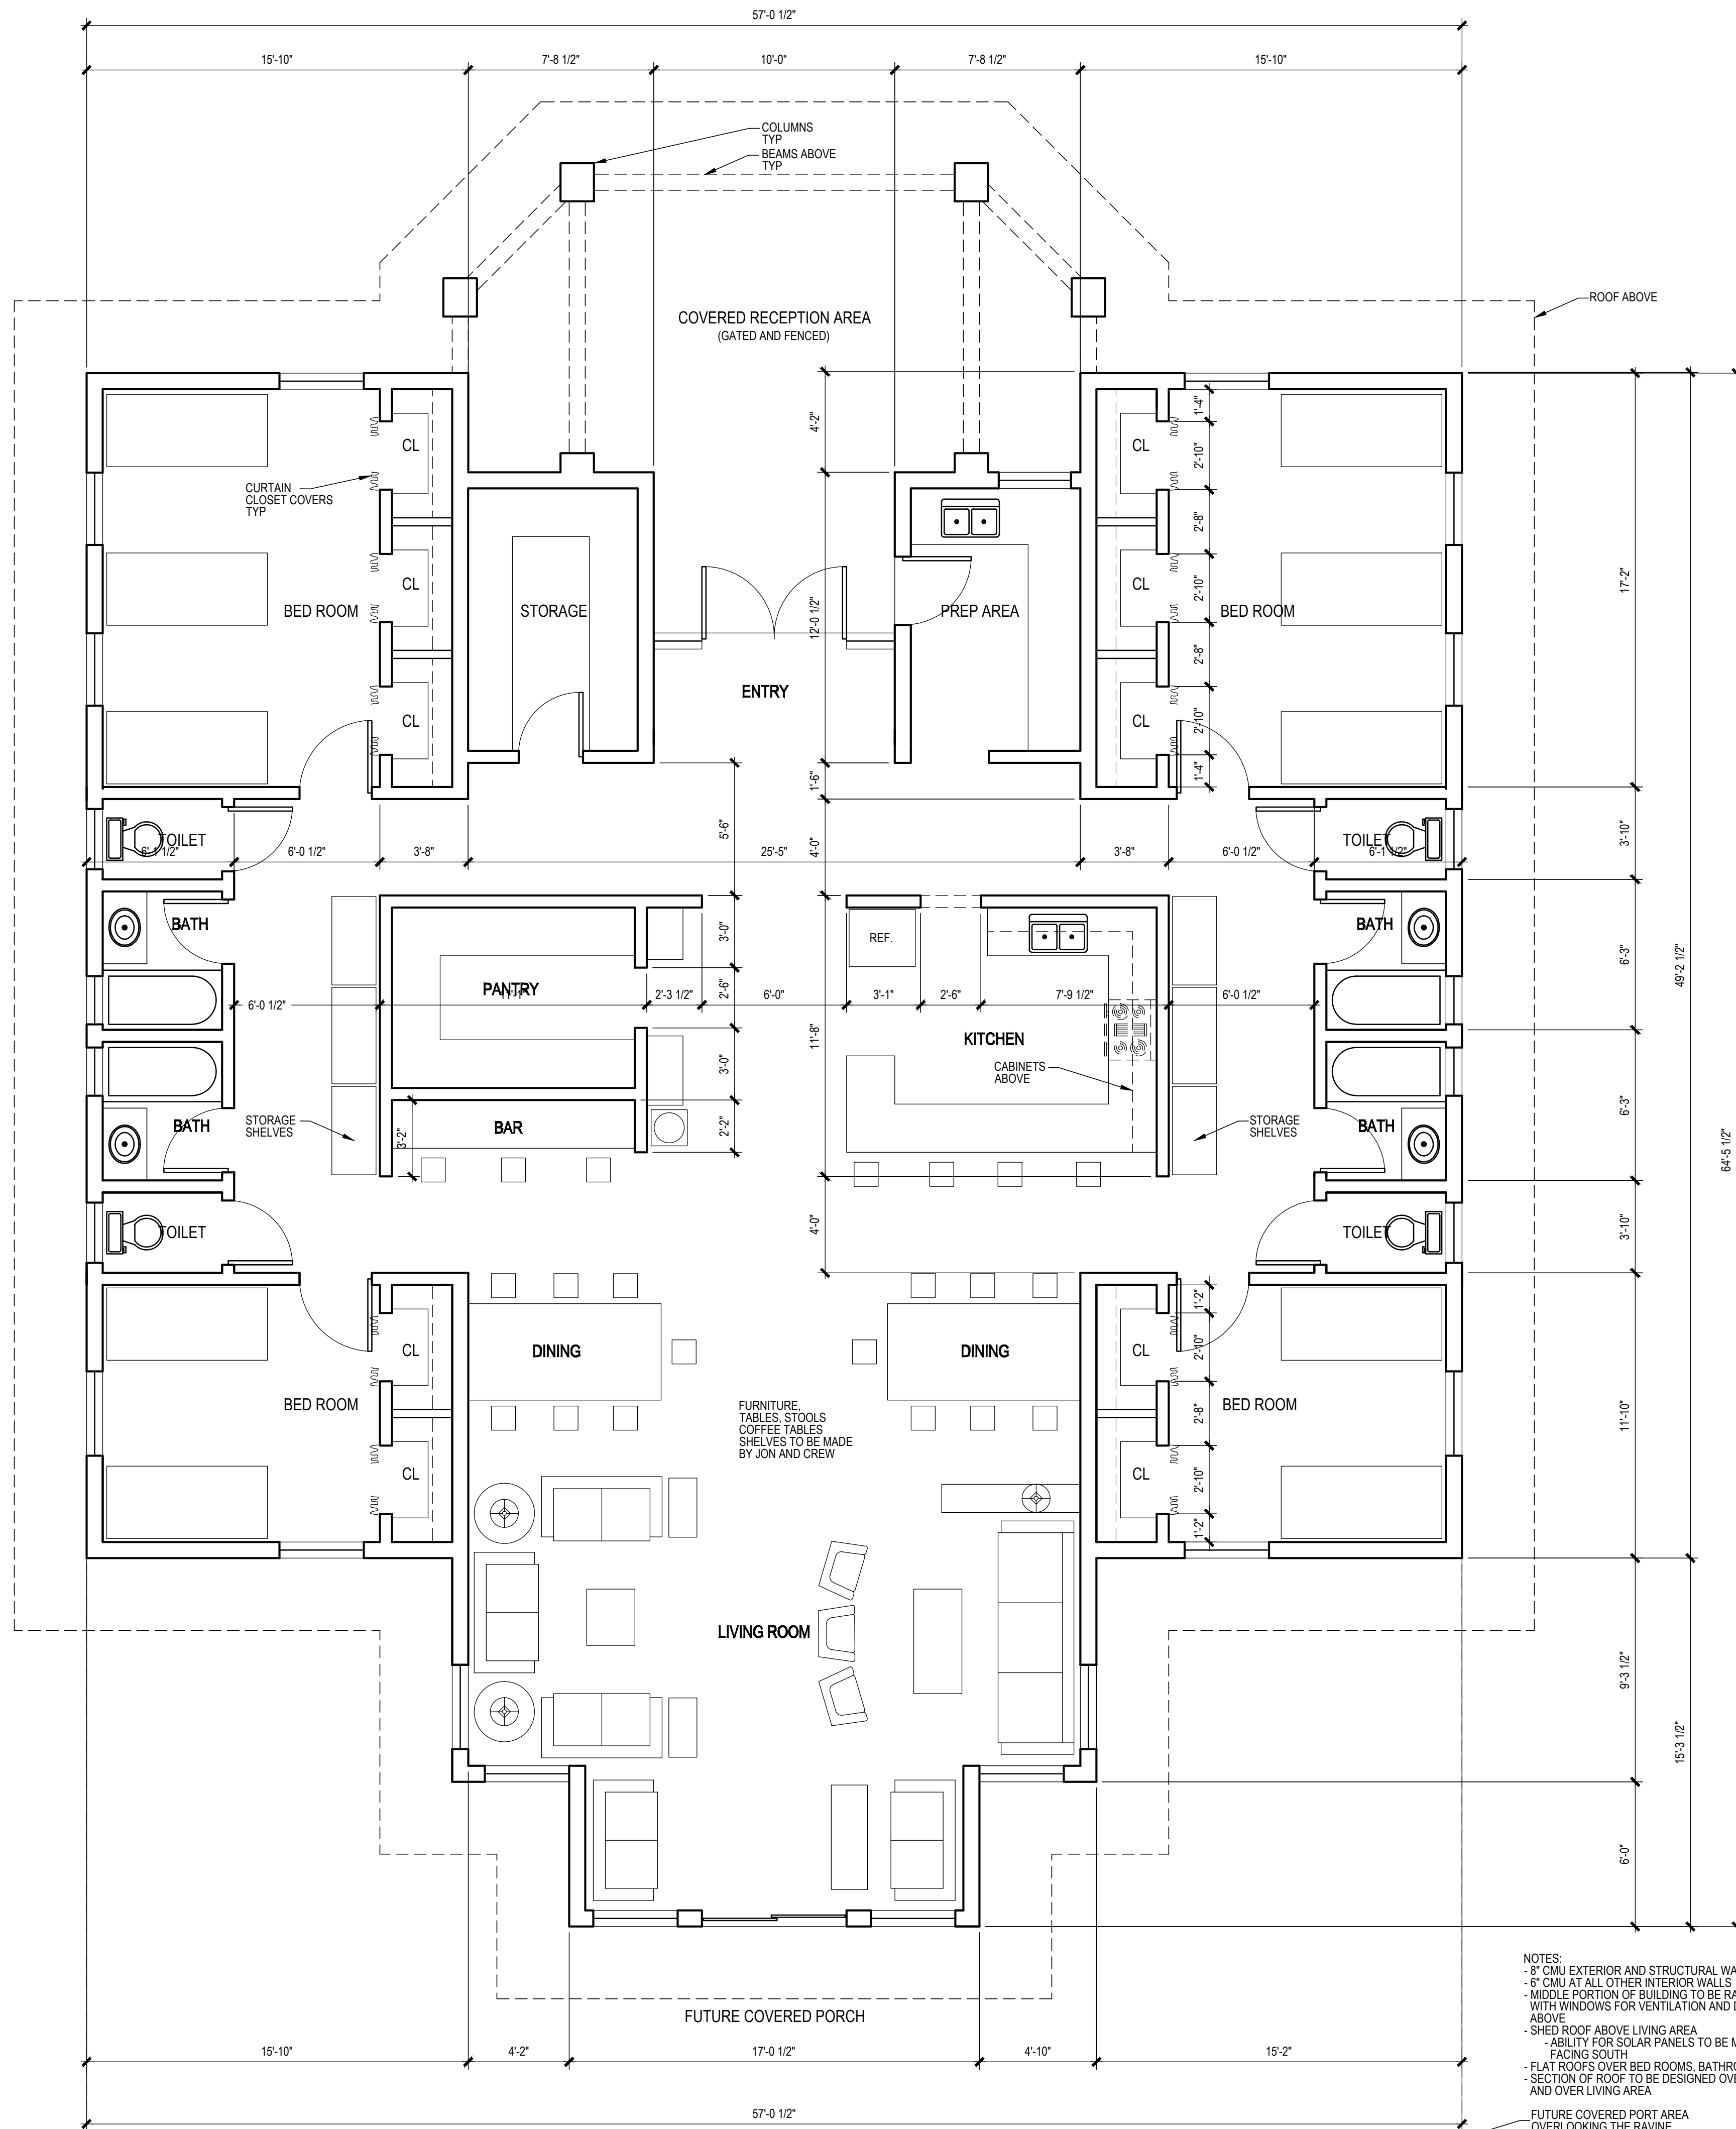 57'-0 1/2"
15'-10"
7'-8 1/2"
10'-0"
7'-8 1/2"
15'-10"
COLUMNS
TYP
BEAMS ABOVE
TYP
ROOF ABOVE
COVERED RECEPTION AREA
(GATED AND FENCED)
4'-2"
1'-4"
CL
CL
2'-10"
CURTAIN
CLOSET COVERS
TYP
2'-8"
CL
CL
2'-10"
17'-2"
BED ROOM
STORAGE
12'-0 1/2"
PREP AREA
BED ROOM
2'-8"
ENTRY
CL
CL
2'-10"
1'-6"
1'-4"
TOILET
5'-6"
4'-0"
TOILET
3'-10"
6'-1 1/2"
6'-0 1/2"
3'-8"
25'-5"
3'-8"
6'-0 1/2"
6'-1 1/2"
BATH
3'-0"
REF.
BATH
6'-3"
49'-2 1/2"
PANTRY
2'-6"
6'-0 1/2"
2'-3 1/2"
6'-0"
3'-1"
2'-6"
7'-9 1/2"
6'-0 1/2"
11'-8"
KITCHEN
3'-0"
CABINETS
ABOVE
BATH
STORAGE
SHELVES
3'-2"
BAR
2'-2"
STORAGE
SHELVES
BATH
6'-3"
64'-5 1/2"
TOILET
4'-0"
TOILET
3'-10"
1'-2"
DINING
DINING
CL
CL
2'-10"
BED ROOM
FURNITURE,
TABLES, STOOLS
COFFEE TABLES
SHELVES TO BE MADE
BY JON AND CREW
2'-8"
BED ROOM
11'-10"
CL
CL
2'-10"
1'-2"
LIVING ROOM
9'-3 1/2"
15'-3 1/2"
6'-0"
FUTURE COVERED PORCH
15'-10"
4'-2"
17'-0 1/2"
4'-10"
15'-2"
57'-0 1/2"
NOTES:
- 8" CMU EXTERIOR AND STRUCTURAL
- 6" CMU AT ALL OTHER INTERIOR WALLS
- MIDDLE PORTION OF BUILDING TO BE
WITH WINDOWS FOR VENTILATION AND
ABOVE
- SHED ROOF ABOVE LIVING AREA
- ABILITY FOR SOLAR PANELS TO BE
FACING SOUTH
- FLAT ROOFS OVER BED ROOMS,
- SECTION OF ROOF TO BE DESIGNED
AND OVER LIVING AREA
FUTURE COVERED PORT AREA
OVERLOOKING THE RAVINE